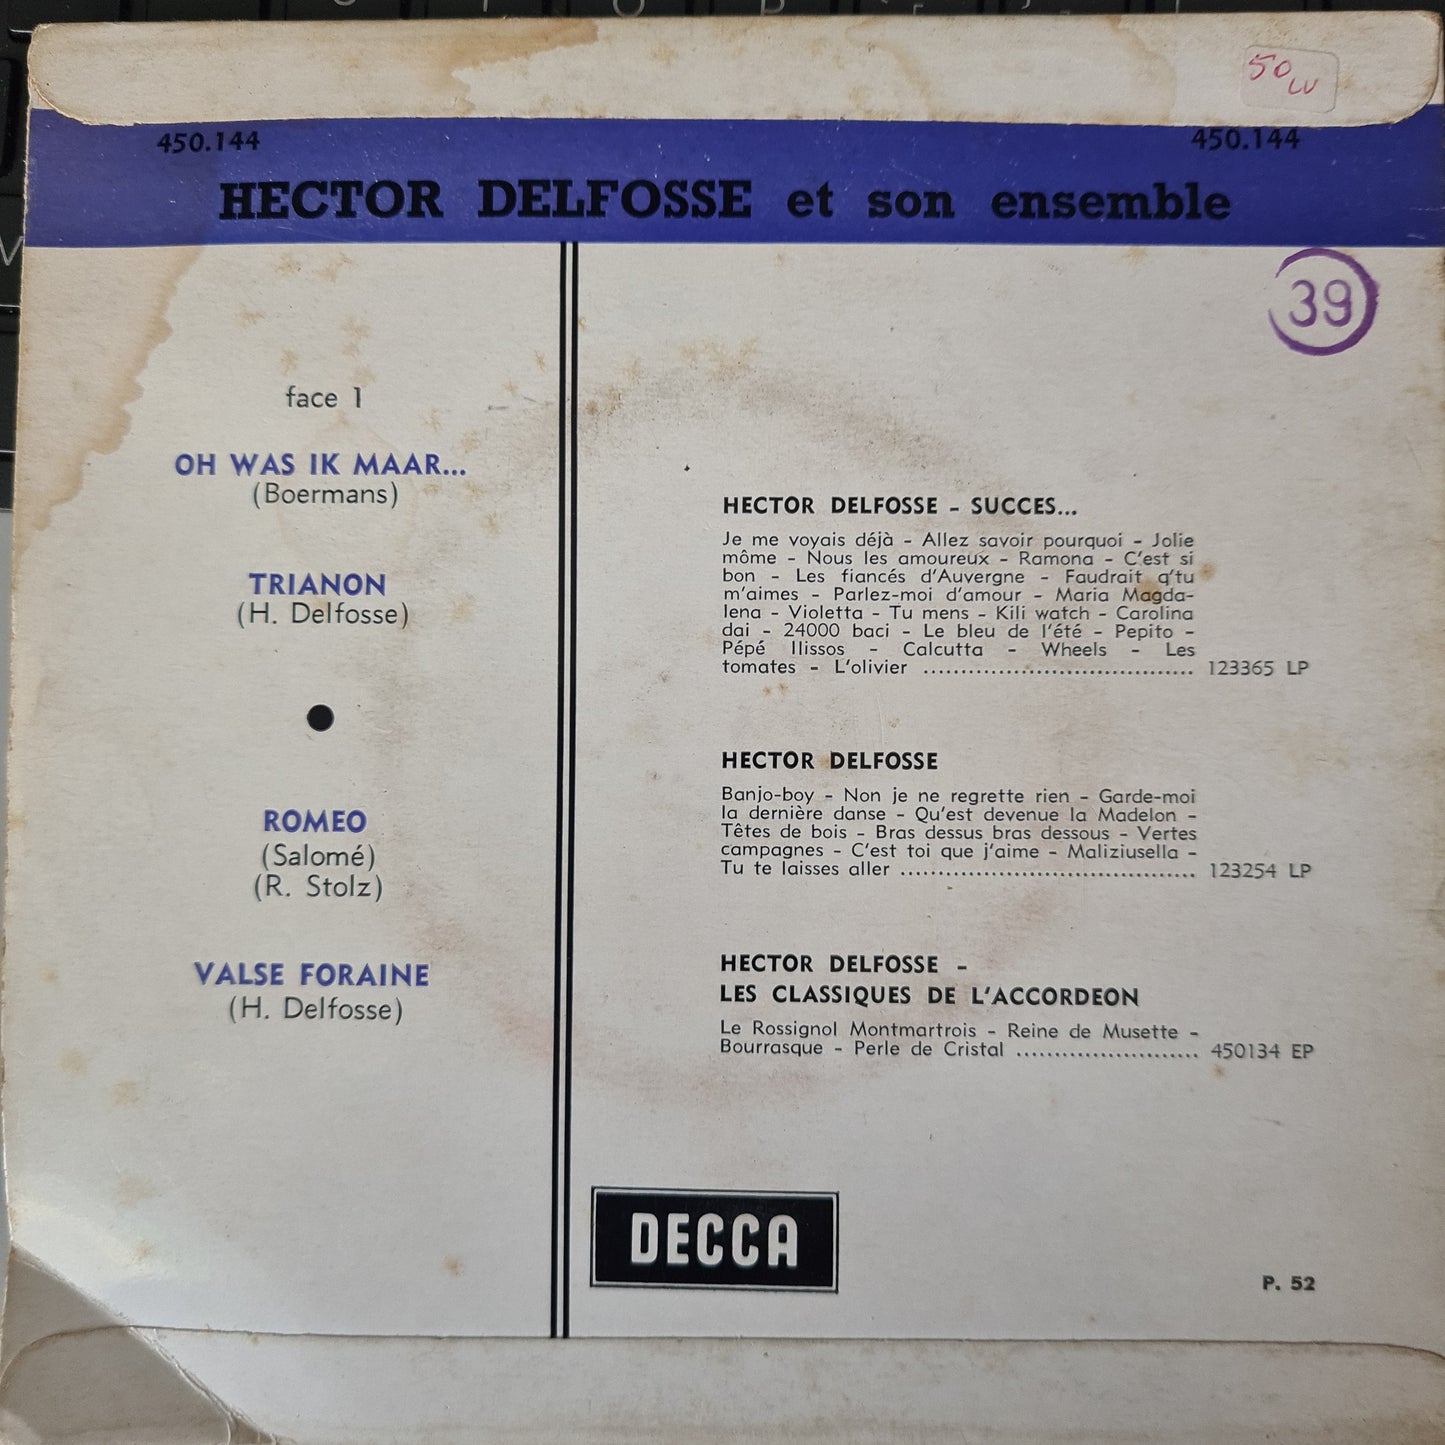 50
LU
450.144 450.144
HECTOR DELFOSSE et son ensemble
39
face 1
OH WAS IK MAAR...
(Boermans)
TRIANON
(H. Delfosse)
ROMEO
(Salomé)
(R. Stolz)
VALSE FORAINE
(H. Delfosse)
HECTOR DELFOSSE - SUCCES...
Je me voyais déjà - Allez savoir pourquoi - Jolie
môme - Nous les amoureux - Ramona - C'est si
bon - Les fiancés d'Auvergne - Faudrait q'tu
m'aimes - Parlez-moi d'amour - Maria Magda-
lena - Violetta - Tu mens - Kili watch - Carolina
dai - 24000 baci - Le bleu de l'été - Pepito -
Pépé Ilissos - Calcutta - Wheels - Les
tomates - L'olivier .................................... 123365 LP
HECTOR DELFOSSE
Banjo-boy - Non je ne regrette rien - Garde-moi
la dernière danse - Qu'est devenue la Madelon -
Têtes de bois - Bras dessus bras dessous - Vertes
campagnes - C'est toi que j'aime - Maliziusella -
Tu te laisses aller ....................................... 123254 LP
HECTOR DELFOSSE -
LES CLASSIQUES DE L'ACCORDEON
Le Rossignol Montmartrois - Reine de Musette -
Bourrasque - Perle de Cristal ........................ 450134 EP
DECCA
P. 52